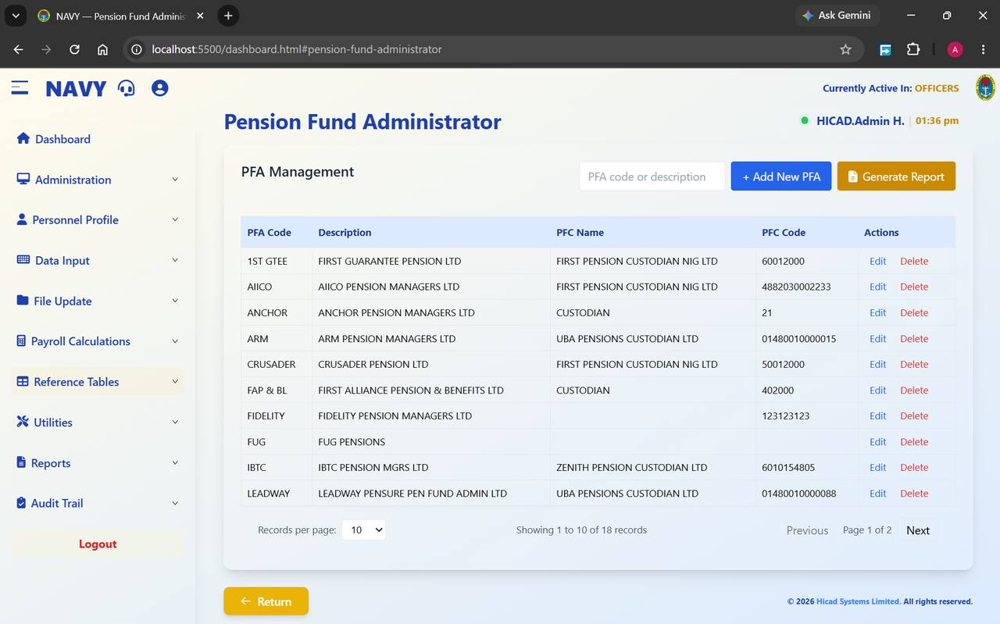 NAVY — Pension Fund Adminis
Ask Gemini
localhost:5500/dashboard.html#pension-fund-administrator
A
NAVY
Currently Active In: OFFICERS
Pension Fund Administrator
HICAD.Admin H. | 01:36 pm
Dashboard
Administration
Personnel Profile
Data Input
File Update
Payroll Calculations
Reference Tables
Utilities
Reports
Audit Trail
Logout
PFA Management
PFA code or description
+ Add New PFA
Generate Report
PFA Code Description PFC Name PFC Code Actions
1ST GTEE FIRST GUARANTEE PENSION LTD FIRST PENSION CUSTODIAN NIG LTD 60012000 Edit Delete
AIICO AIICO PENSION MANAGERS LTD FIRST PENSION CUSTODIAN NIG LTD 4882030002233 Edit Delete
ANCHOR ANCHOR PENSION MANAGERS LTD CUSTODIAN 21 Edit Delete
ARM ARM PENSION MANAGERS LTD UBA PENSIONS CUSTODIAN LTD 01480010000015 Edit Delete
CRUSADER CRUSADER PENSION LTD FIRST PENSION CUSTODIAN NIG LTD 50012000 Edit Delete
FAP & BL FIRST ALLIANCE PENSION & BENEFITS LTD CUSTODIAN 402000 Edit Delete
FIDELITY FIDELITY PENSION MANAGERS LTD 123123123 Edit Delete
FUG FUG PENSIONS Edit Delete
IBTC IBTC PENSION MGRS LTD ZENITH PENSION CUSTODIAN LTD 6010154805 Edit Delete
LEADWAY LEADWAY PENSURE PEN FUND ADMIN LTD UBA PENSIONS CUSTODIAN LTD 01480010000088 Edit Delete
Records per page: 10
Showing 1 to 10 of 18 records
Previous Page 1 of 2 Next
← Return
© 2026 Hicad Systems Limited. All rights reserved.